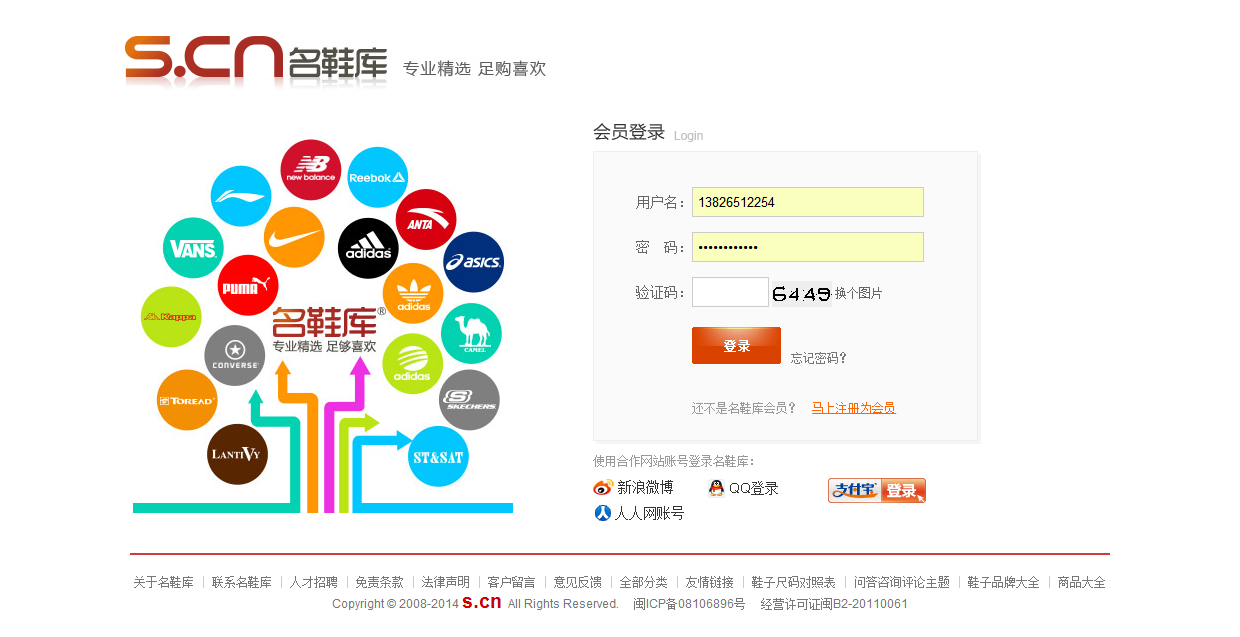 s.cn 名鞋库 专业精选 足购喜欢
会员登录 Login
new balance
Reebok
ANTA
VANS
adidas
asics
PUMA
adidas
Kappa
名鞋库®
专业精选 足够喜欢
CAMEL
CONVERSE
adidas
TOREAD
SKECHERS
LANTIVY
ST&SAT
用户名： 13826512254
密 码： ••••••••••••
验证码： 6449 换个图片
登录 忘记密码?
还不是名鞋库会员? 马上注册为会员
使用合作网站账号登录名鞋库：
新浪微博 QQ登录 支付宝 登录
人人网账号
关于名鞋库 | 联系名鞋库 | 人才招聘 | 免责条款 | 法律声明 | 客户留言 | 意见反馈 | 全部分类 | 友情链接 | 鞋子尺码对照表 | 问答咨询评论主题 | 鞋子品牌大全 | 商品大全
Copyright © 2008-2014 s.cn All Rights Reserved. 闽ICP备08106896号 经营许可证闽B2-20110061